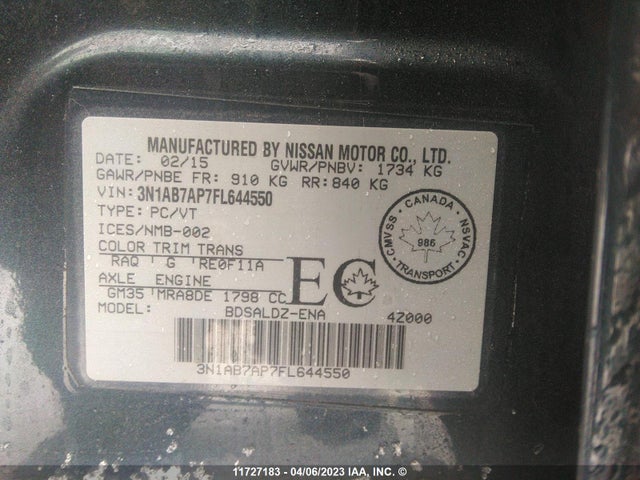 MANUFACTURED BY NISSAN MOTOR CO., LTD.
DATE: 02/15 GVWR/PNBV: 1734 KG
GAWR/PNBE FR: 910 KG RR: 840 KG
VIN: 3N1AB7AP7FL644550
TYPE: PC/VT
ICES/NMB-002
COLOR TRIM TRANS
RAQ G RE0F11A
AXLE ENGINE
GM35 MRA8DE 1798 CC
MODEL: BDSALDZ-ENA 4Z000
EC
CANADA
CMVSS
NSVAC
986
TRANSPORT
3N1AB7AP7FL644550
11727183 - 04/06/2023 IAA, INC. ©